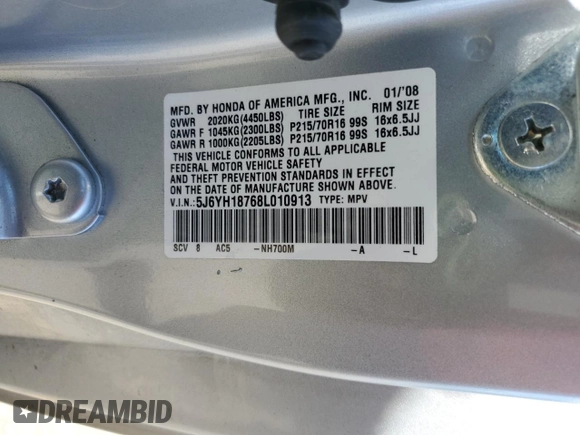 MFD. BY HONDA OF AMERICA MFG., INC. 01/'08
GVWR 2020KG(4450LBS) TIRE SIZE RIM SIZE
GAWR F 1045KG(2300LBS) P215/70R16 99S 16x6.5JJ
GAWR R 1000KG(2205LBS) P215/70R16 99S 16x6.5JJ
THIS VEHICLE CONFORMS TO ALL APPLICABLE
FEDERAL MOTOR VEHICLE SAFETY
AND THEFT PREVENTION STANDARDS IN EFFECT
ON THE DATE OF MANUFACTURE SHOWN ABOVE.
V.I.N.: 5J6YH18768L010913 TYPE: MPV
SCV 8 AC5 -NH700M -A -L
DREAMBID